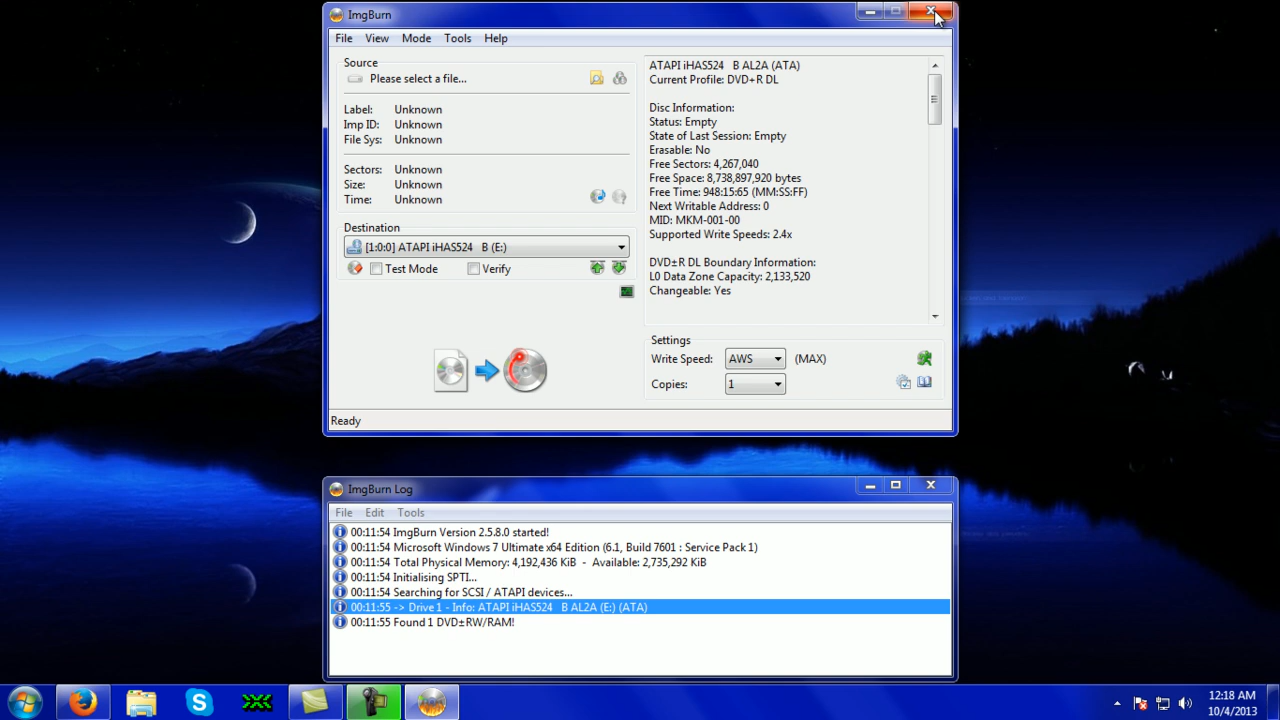 ImgBurn
File View Mode Tools Help
Source
Please select a file...
Label: Unknown
Imp ID: Unknown
File Sys: Unknown
Sectors: Unknown
Size: Unknown
Time: Unknown
Destination
[1:0:0] ATAPI iHAS524 B (E:)
Test Mode Verify
ATAPI iHAS524 B AL2A (ATA)
Current Profile: DVD+R DL
Disc Information:
Status: Empty
State of Last Session: Empty
Erasable: No
Free Sectors: 4,267,040
Free Space: 8,738,897,920 bytes
Free Time: 948:15:65 (MM:SS:FF)
Next Writable Address: 0
MID: MKM-001-00
Supported Write Speeds: 2.4x
DVD±R DL Boundary Information:
L0 Data Zone Capacity: 2,133,520
Changeable: Yes
Settings
Write Speed: AWS (MAX)
Copies: 1
Ready
ImgBurn Log
File Edit Tools
00:11:54 ImgBurn Version 2.5.8.0 started!
00:11:54 Microsoft Windows 7 Ultimate x64 Edition (6.1, Build 7601 : Service Pack 1)
00:11:54 Total Physical Memory: 4,192,436 KiB - Available: 2,735,292 KiB
00:11:54 Initialising SPTI...
00:11:54 Searching for SCSI / ATAPI devices...
00:11:55 -> Drive 1 - Info: ATAPI iHAS524 B AL2A (E:) (ATA)
00:11:55 Found 1 DVD±RW/RAM!
12:18 AM
10/4/2013